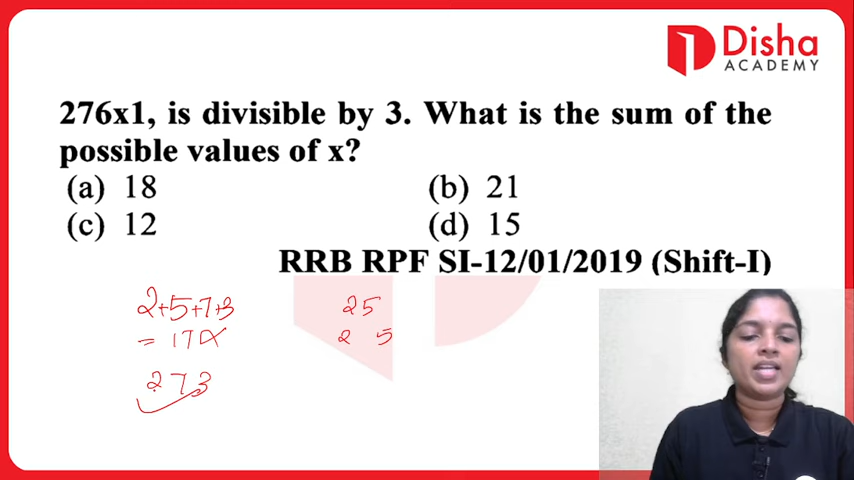 Disha
ACADEMY
276x1, is divisible by 3. What is the sum of the
possible values of x?
(a) 18
(b) 21
(c) 12
(d) 15
RRB RPF SI-12/01/2019 (Shift-I)
2+5+7+3
= 17
273
25
2 5